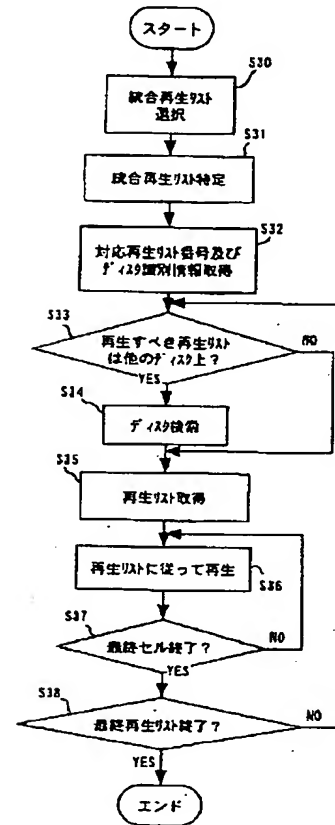 スタート
S30
統合再生リスト
選択
S31
統合再生リスト特定
S32
対応再生リスト番号及び
ディスク識別情報取得
S33
再生すべき再生リスト
は他のディスク上？
NO
YES
S34
ディスク検索
S35
再生リスト取得
再生リストに従って再生
S36
S37
最終セル終了？
NO
YES
S38
最終再生リスト終了？
NO
YES
エンド